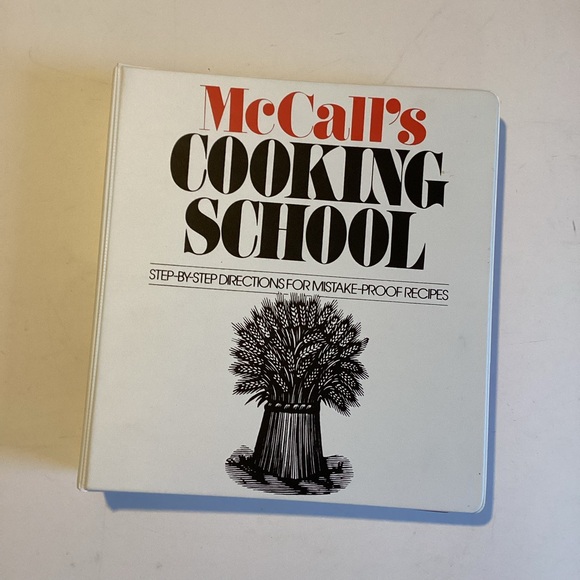 McCall's
COOKING
SCHOOL
STEP-BY-STEP DIRECTIONS FOR MISTAKE-PROOF RECIPES